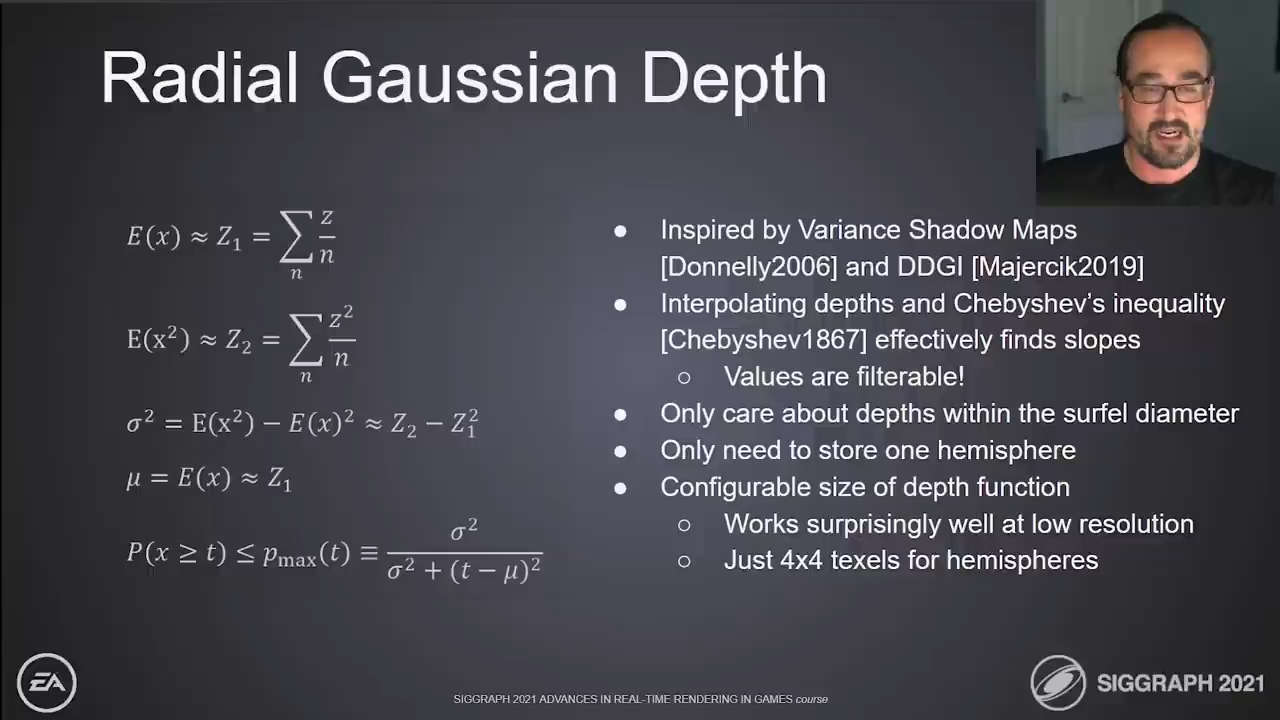 Radial Gaussian Depth
E(x) ≈ Z₁ = ∑ₙ z/n
E(x²) ≈ Z₂ = ∑ₙ z²/n
σ² = E(x²) − E(x)² ≈ Z₂ − Z₁²
μ = E(x) ≈ Z₁
P(x ≥ t) ≤ pmax(t) ≡ σ² / (σ² + (t − μ)²)
● Inspired by Variance Shadow Maps
[Donnelly2006] and DDGI [Majercik2019]
● Interpolating depths and Chebyshev’s inequality
[Chebyshev1867] effectively finds slopes
○ Values are filterable!
● Only care about depths within the surfel diameter
● Only need to store one hemisphere
● Configurable size of depth function
○ Works surprisingly well at low resolution
○ Just 4x4 texels for hemispheres
EA
SIGGRAPH 2021 ADVANCES IN REAL-TIME RENDERING IN GAMES course
SIGGRAPH 2021